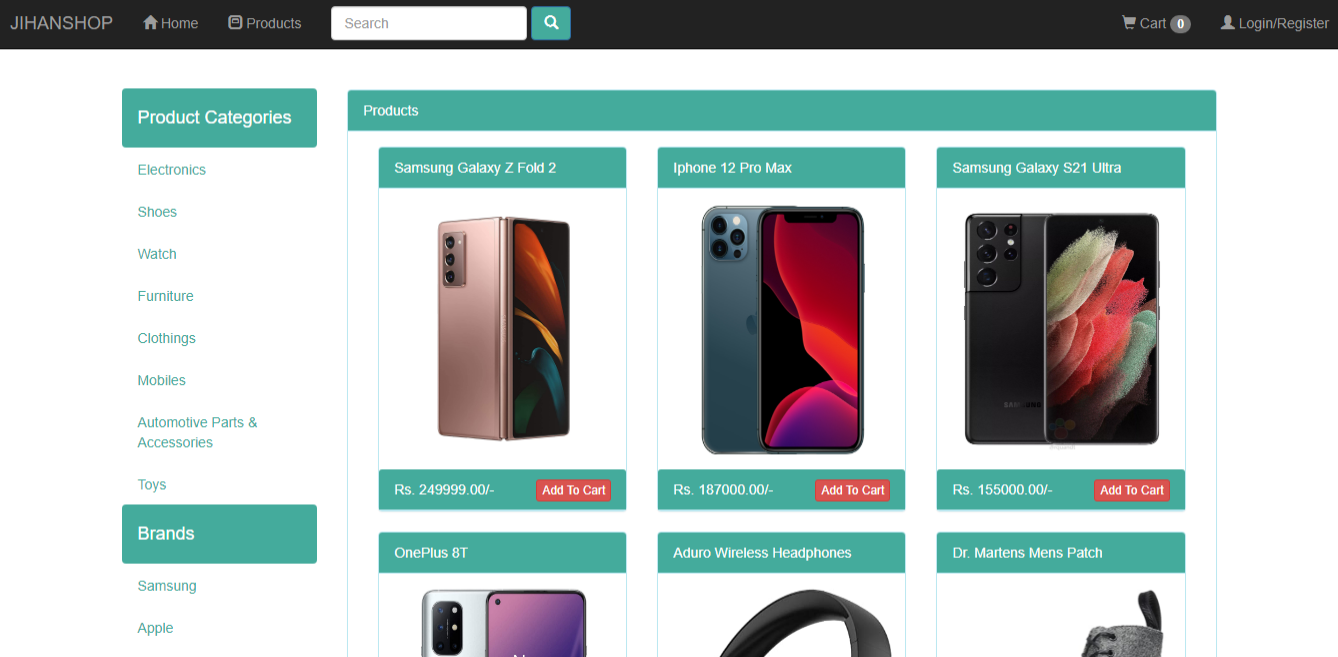 JIHANSHOP Home Products Search Cart 0 Login/Register
Product Categories
Electronics
Shoes
Watch
Furniture
Clothings
Mobiles
Automotive Parts &
Accessories
Toys
Brands
Samsung
Apple
Products
Samsung Galaxy Z Fold 2
Rs. 249999.00/- Add To Cart
Iphone 12 Pro Max
Rs. 187000.00/- Add To Cart
Samsung Galaxy S21 Ultra
SAMSUNG
Rs. 155000.00/- Add To Cart
OnePlus 8T
Aduro Wireless Headphones
Dr. Martens Mens Patch